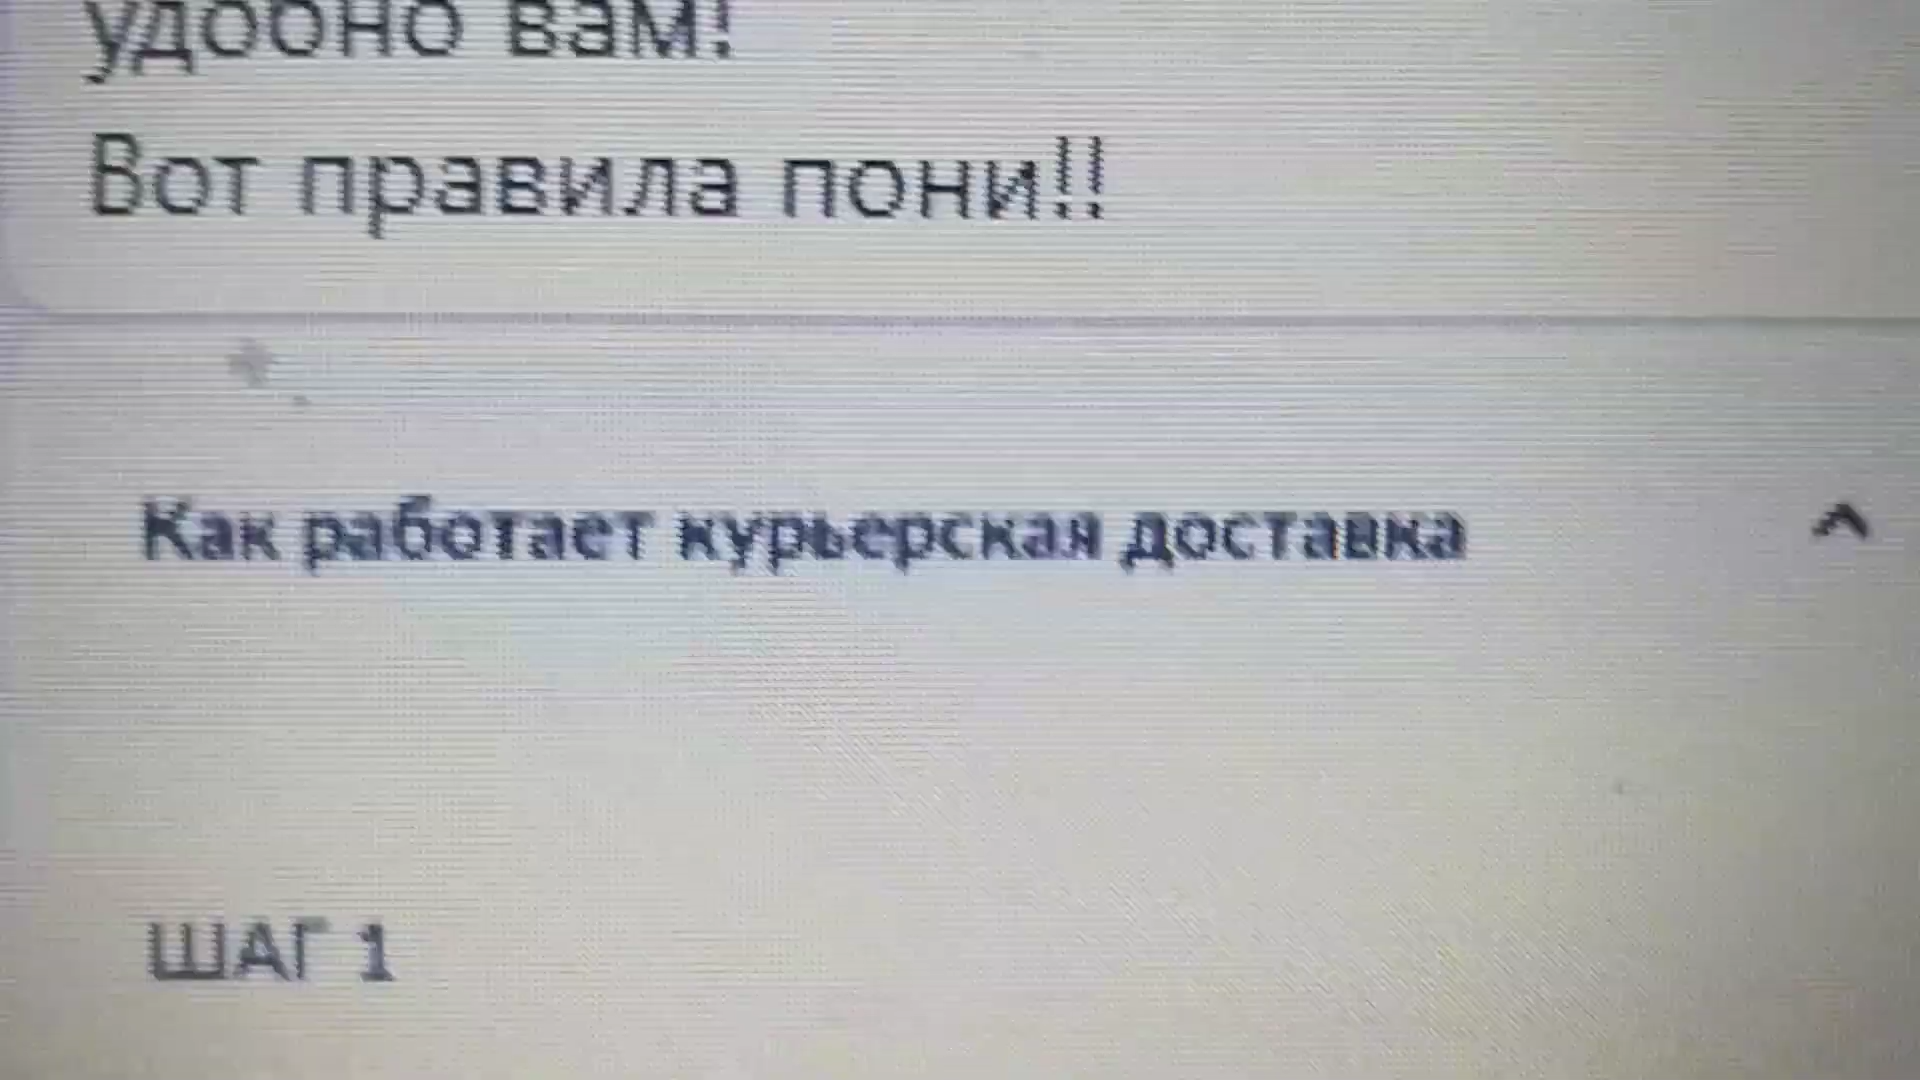 удобно вам!
Вот правила пони!!
Как работает курьерская доставка
ШАГ 1